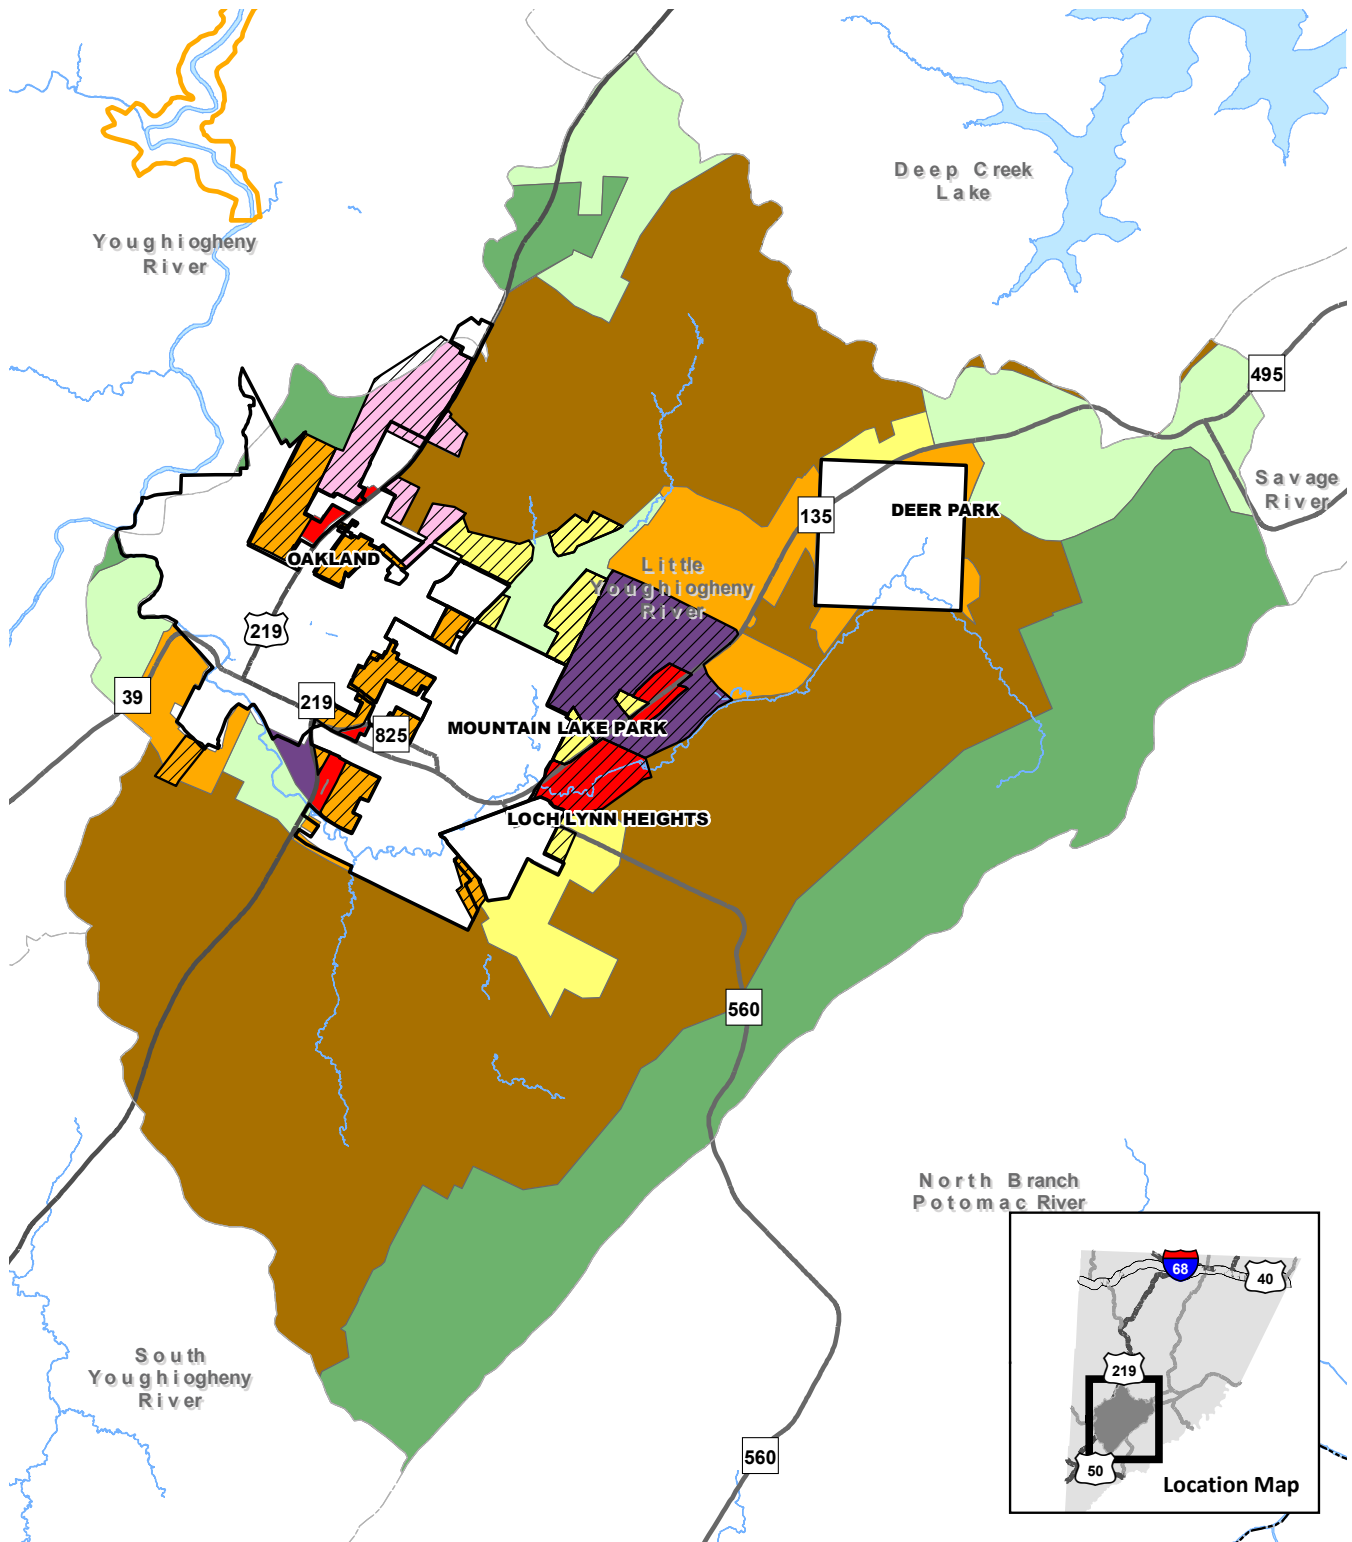 Deep Creek
Lake
Youghiogheny
River
495
Savage
River
135
DEER PARK
OAKLAND
Little
Youghiogheny
River
219
39
219
825
MOUNTAIN LAKE PARK
LOCH LYNN HEIGHTS
560
North Branch
Potomac River
68
40
219
50
Location Map
South
Youghiogheny
River
560